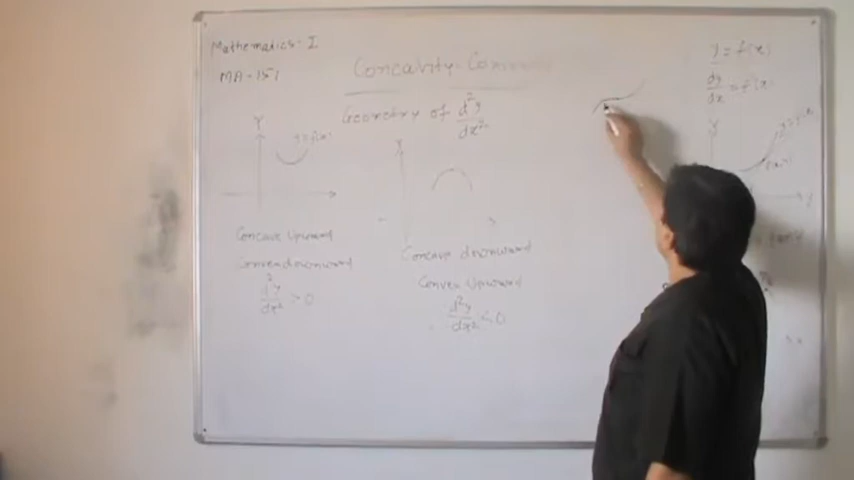 Mathematics - I
MA-151
Concavity-
Geometry of d²y/dx²
Y
y = f(x)
Concave Upward
Convex downward
d²y/dx² > 0
Y
Concave downward
Convex Upward
d²y/dx² < 0
y = f(x)
dy/dx = f'(x)
Y